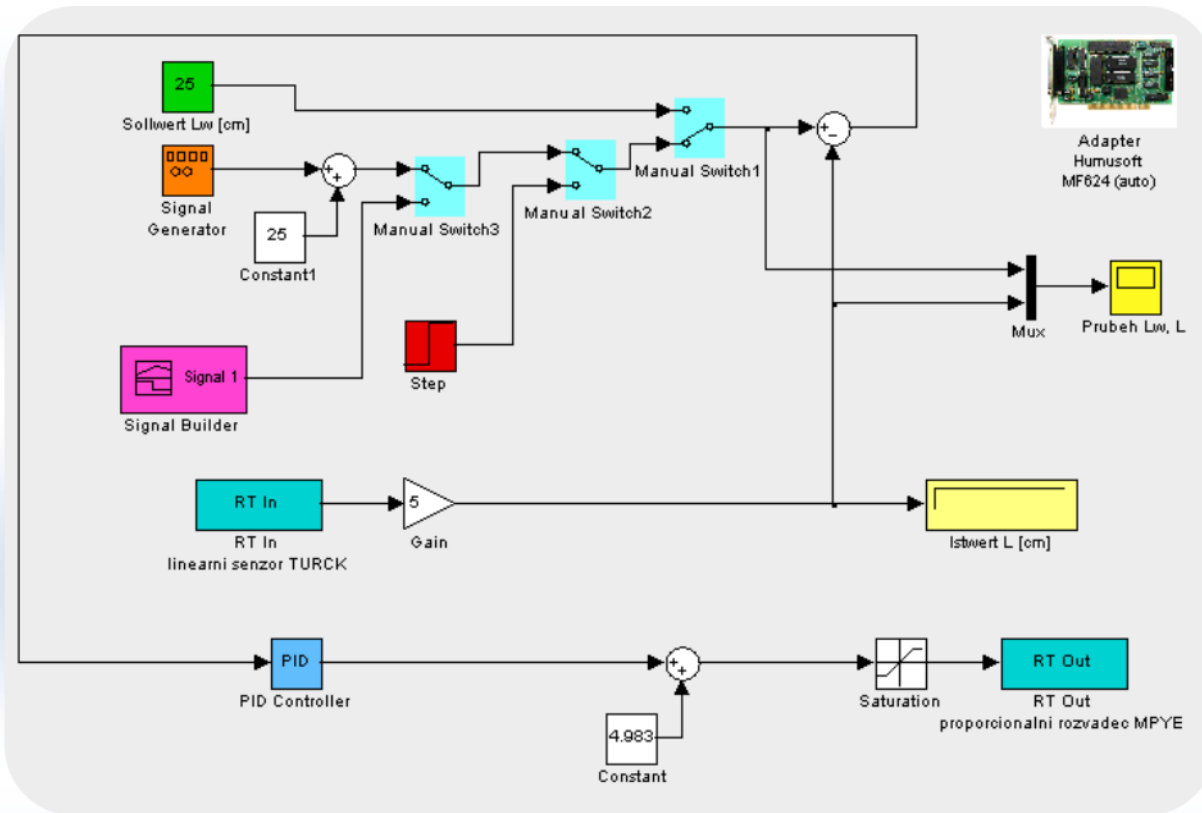 25
Sollwert Lw [cm]
Signal
Generator
25
Constant1
Manual Switch3
Manual Switch2
Manual Switch1
Adapter
Humusoft
MF624 (auto)
Signal 1
Signal Builder
Step
Mux
Prubeh Lw, L
RT In
RT In
linearni senzor TURCK
5
Gain
Istwert L [cm]
PID
PID Controller
4.983
Constant
Saturation
RT Out
RT Out
proporcionalni rozvadec MPYE